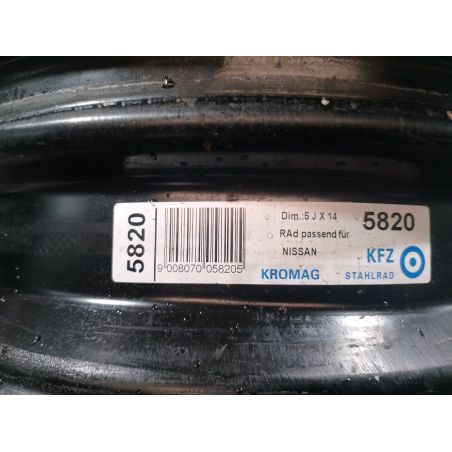 5820
9 008070 058205
Dim.:5 J X 14
5820
RAd passend für
NISSAN
KFZ
KROMAG
STAHLRAD